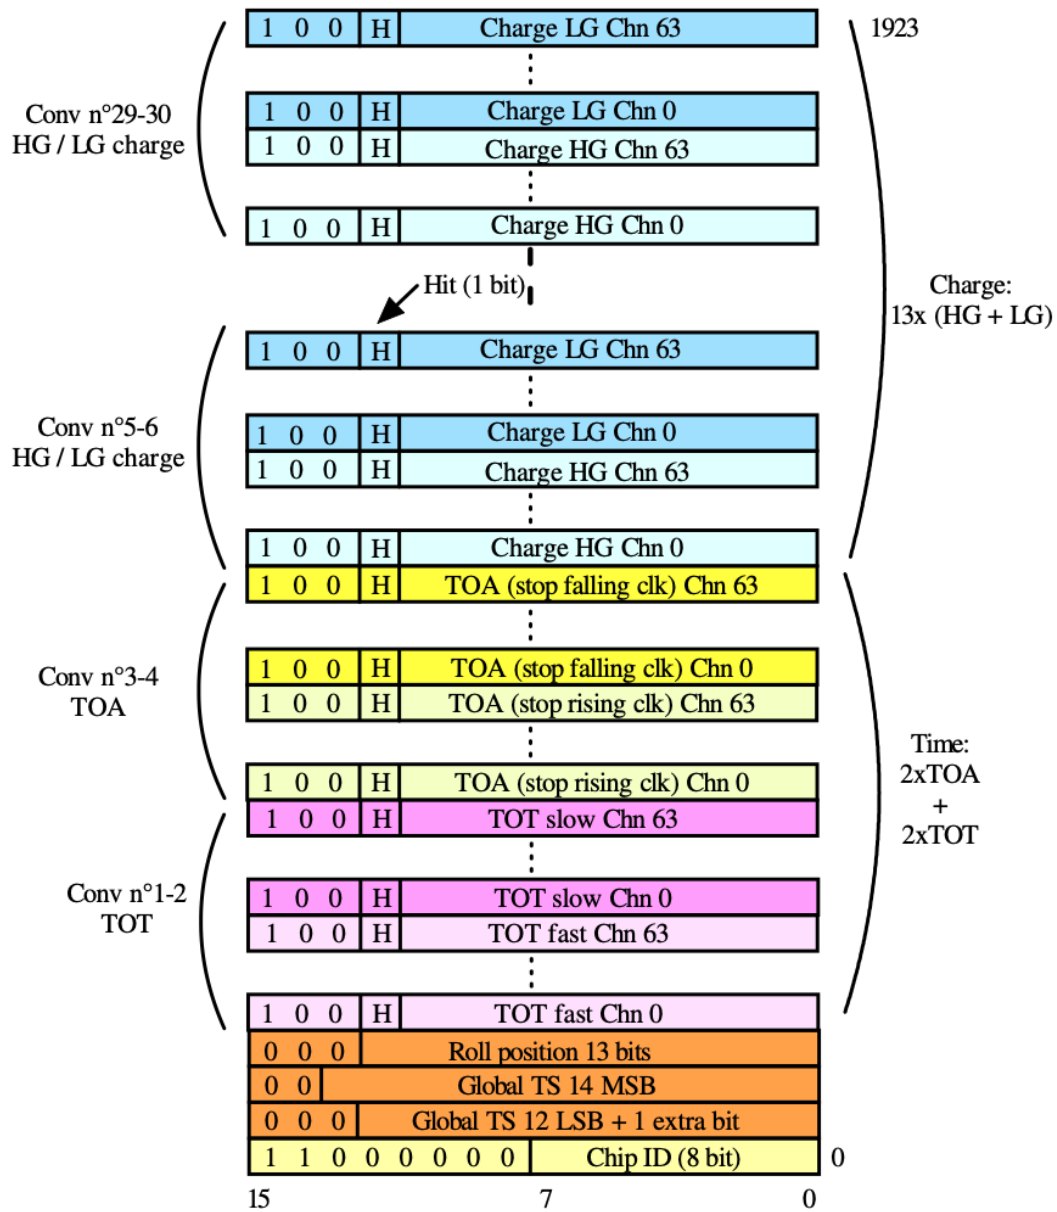 1 0 0 H Charge LG Chn 63 1923
Conv n°29-30
HG / LG charge
1 0 0 H Charge LG Chn 0
1 0 0 H Charge HG Chn 63
1 0 0 H Charge HG Chn 0
Hit (1 bit)
Charge:
13x (HG + LG)
1 0 0 H Charge LG Chn 63
Conv n°5-6
HG / LG charge
1 0 0 H Charge LG Chn 0
1 0 0 H Charge HG Chn 63
1 0 0 H Charge HG Chn 0
1 0 0 H TOA (stop falling clk) Chn 63
Conv n°3-4
TOA
1 0 0 H TOA (stop falling clk) Chn 0
1 0 0 H TOA (stop rising clk) Chn 63
1 0 0 H TOA (stop rising clk) Chn 0
Time:
2xTOA
+
2xTOT
1 0 0 H TOT slow Chn 63
Conv n°1-2
TOT
1 0 0 H TOT slow Chn 0
1 0 0 H TOT fast Chn 63
1 0 0 H TOT fast Chn 0
0 0 0 Roll position 13 bits
0 0 Global TS 14 MSB
0 0 0 Global TS 12 LSB + 1 extra bit
1 1 0 0 0 0 0 0 Chip ID (8 bit) 0
15 7 0